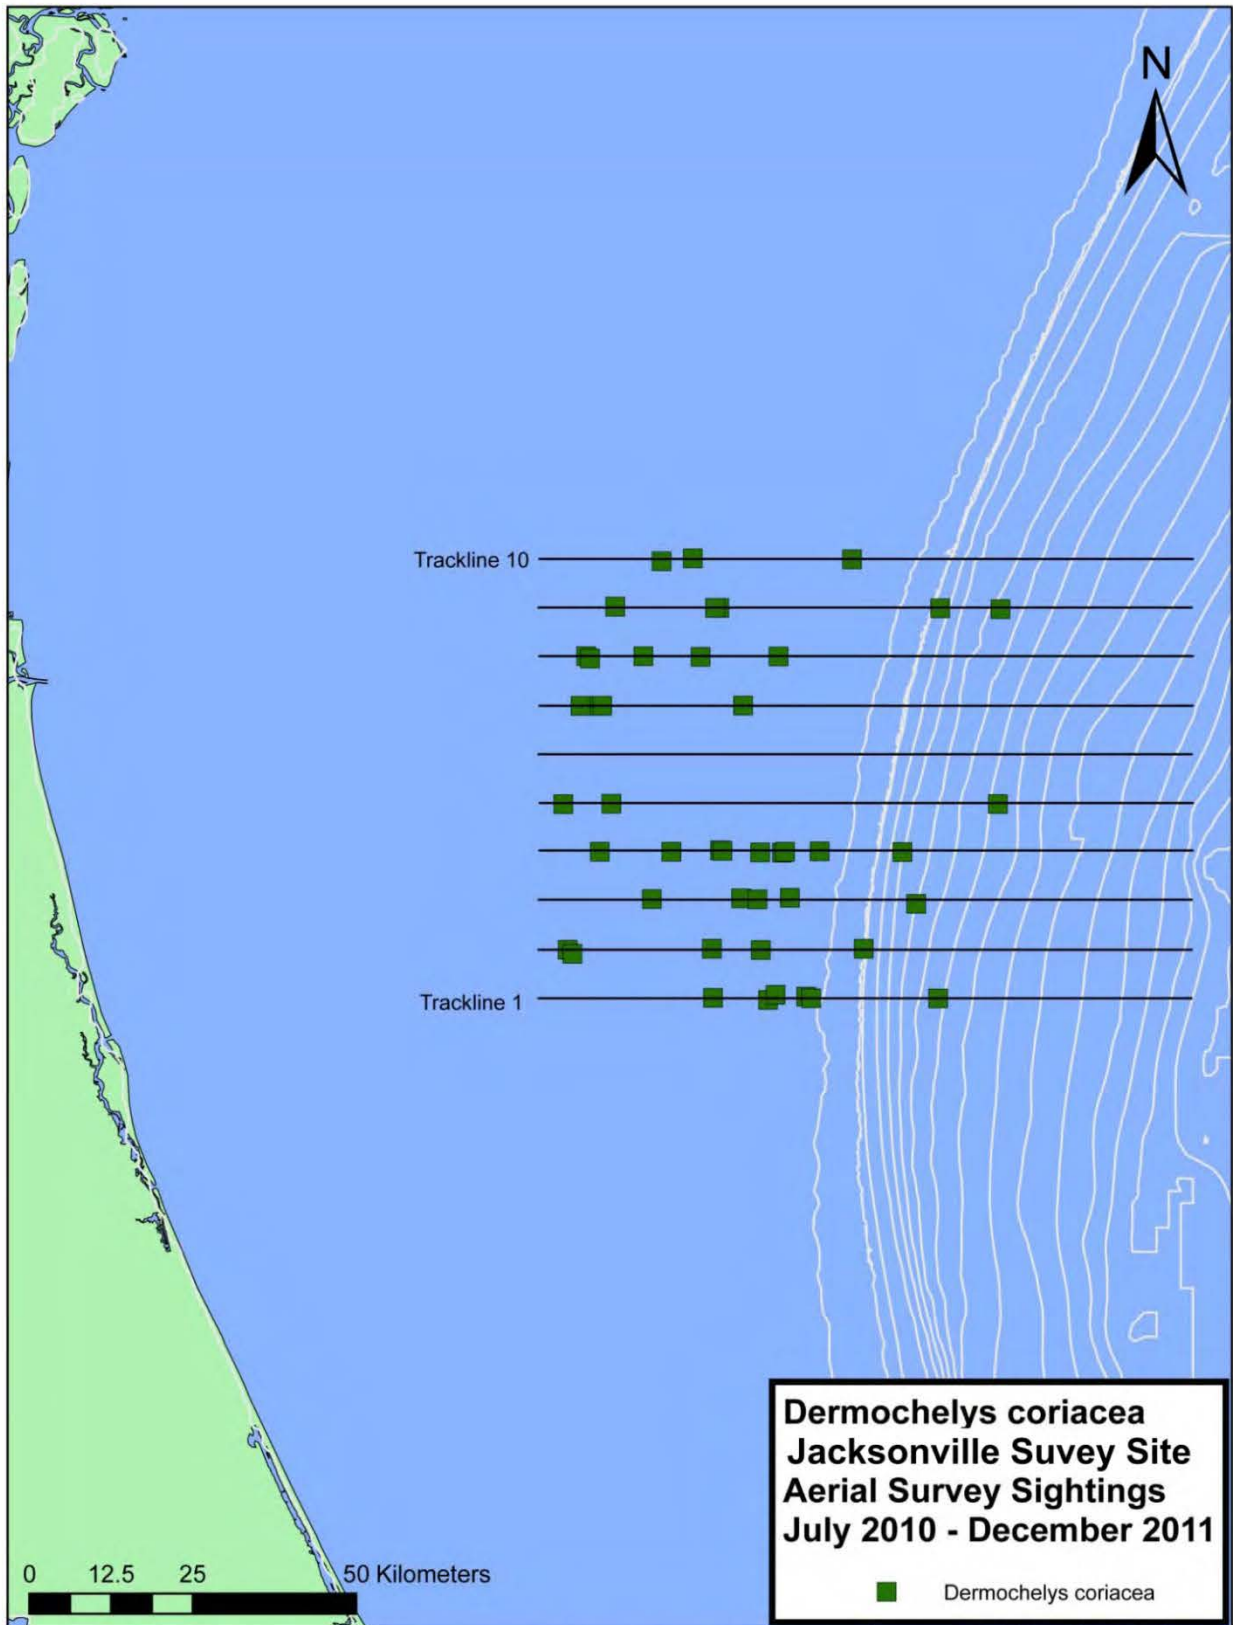 N
Trackline 10
Trackline 1
Dermochelys coriacea
Jacksonville Suvey Site
Aerial Survey Sightings
July 2010 - December 2011
Dermochelys coriacea
0 12.5 25 50 Kilometers